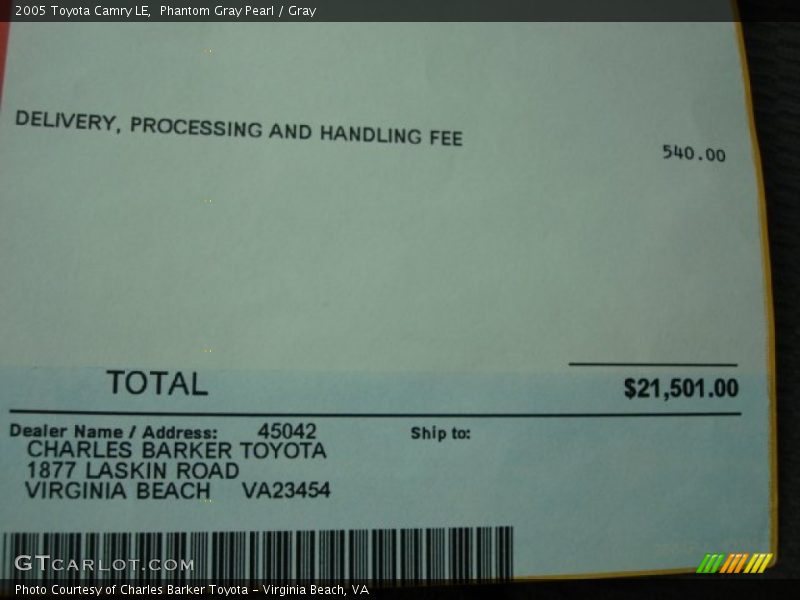 2005 Toyota Camry LE,  Phantom Gray Pearl / Gray
DELIVERY, PROCESSING AND HANDLING FEE 540.00
TOTAL $21,501.00
Dealer Name / Address: 45042 Ship to:
CHARLES BARKER TOYOTA
1877 LASKIN ROAD
VIRGINIA BEACH VA23454
GTCARLOT.COM
Photo Courtesy of Charles Barker Toyota – Virginia Beach, VA